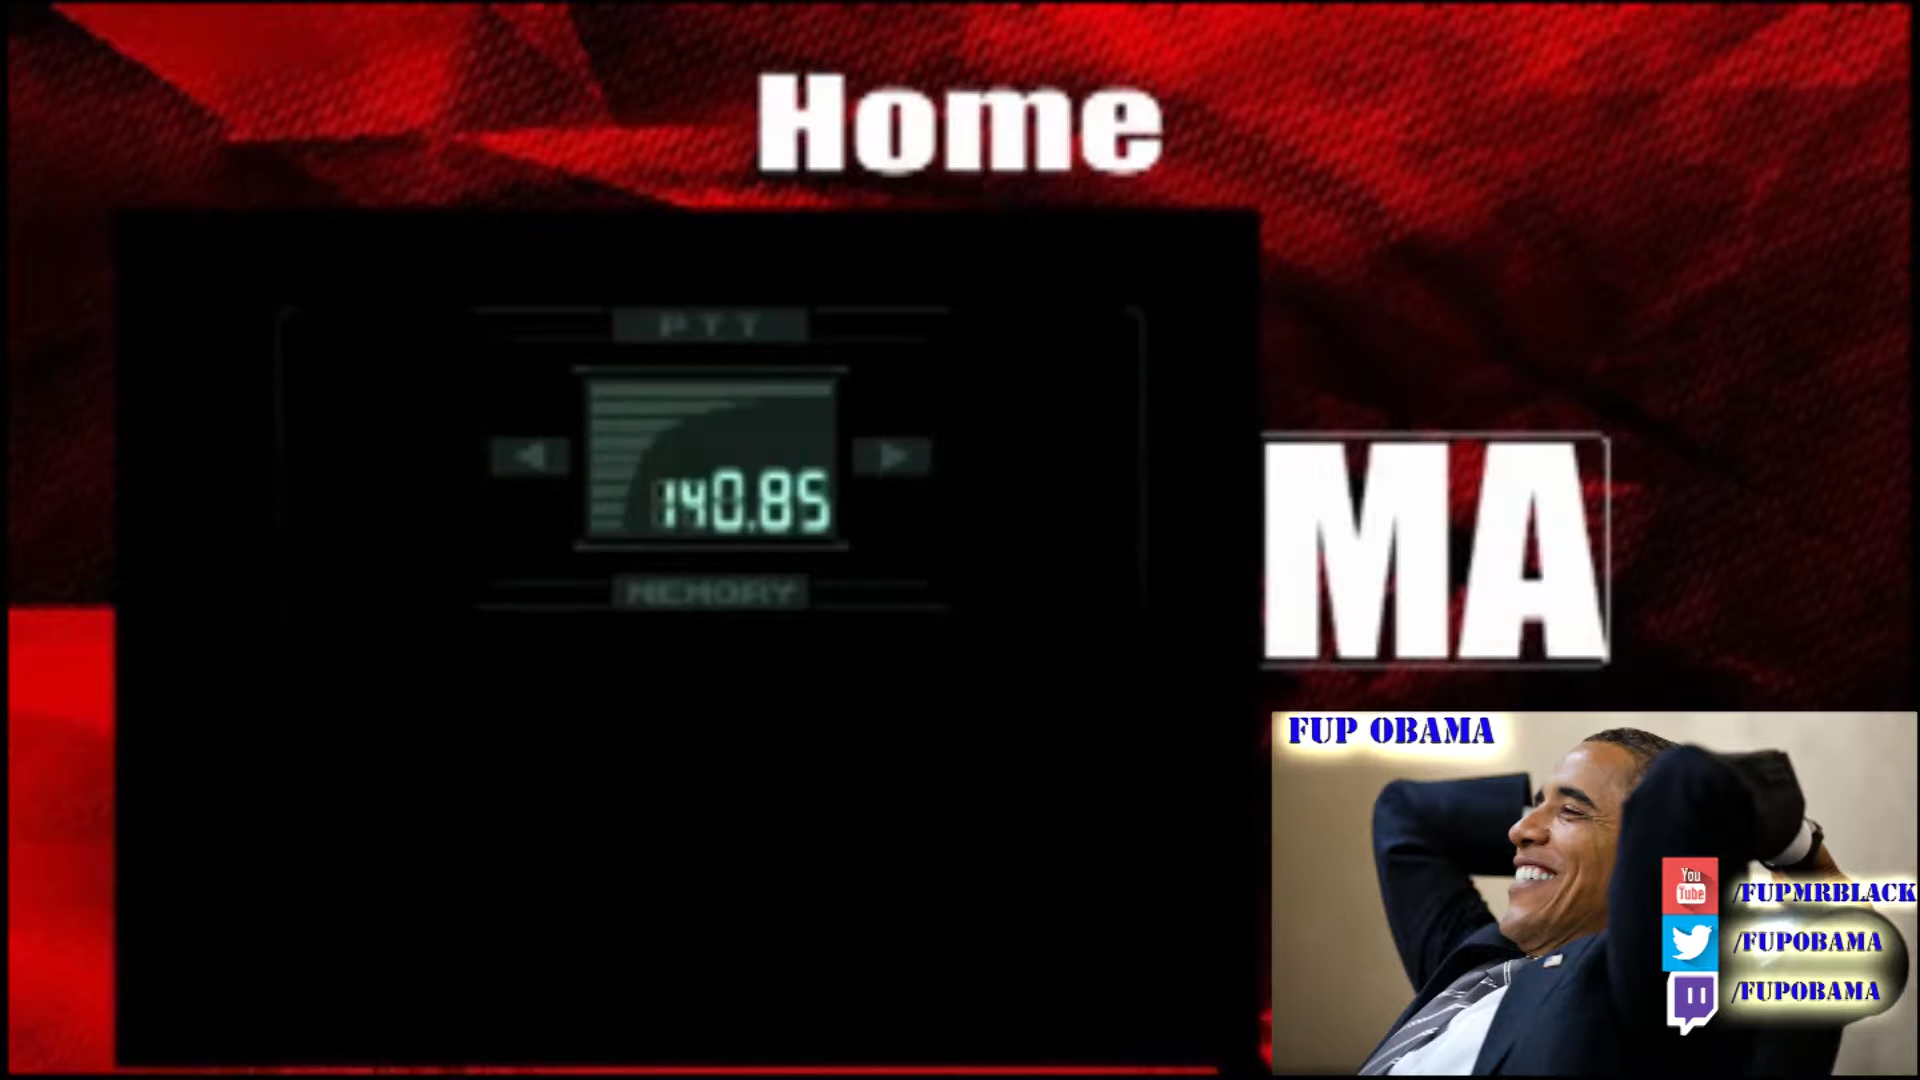 Home
PTT
140.85
MEMORY
MA
FUP OBAMA
You
Tube
/FUPMRBLACK
/FUPOBAMA
/FUPOBAMA